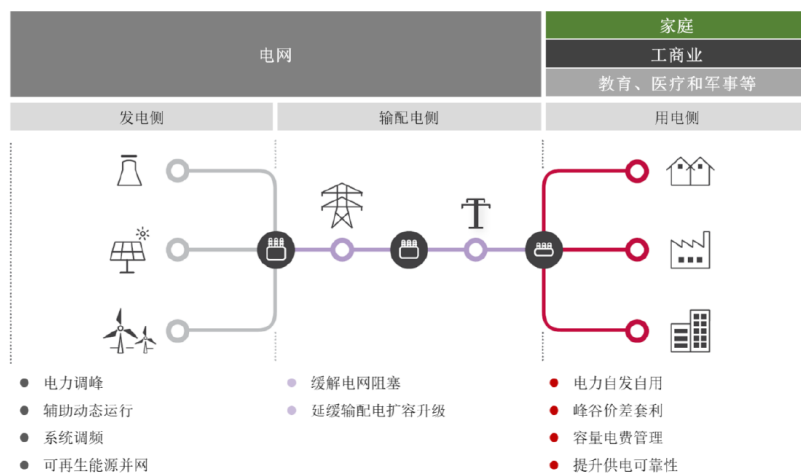 电网
家庭
工商业
教育、医疗和军事等
发电侧
输配电侧
用电侧
电力调峰
辅助动态运行
系统调频
可再生能源并网
缓解电网阻塞
延缓输配电扩容升级
电力自发自用
峰谷价差套利
容量电费管理
提升供电可靠性